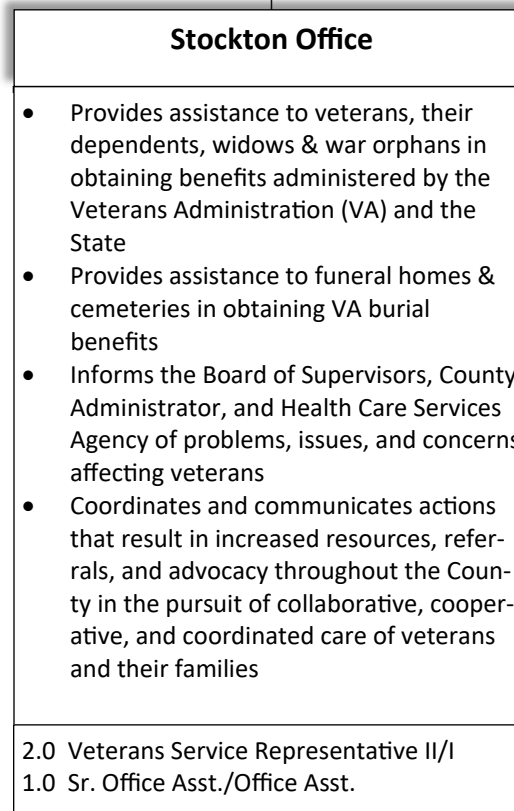 Stockton Office
• Provides assistance to veterans, their
dependents, widows & war orphans in
obtaining benefits administered by the
Veterans Administration (VA) and the
State
• Provides assistance to funeral homes &
cemeteries in obtaining VA burial
benefits
• Informs the Board of Supervisors, County
Administrator, and Health Care Services
Agency of problems, issues, and concerns
affecting veterans
• Coordinates and communicates actions
that result in increased resources, refer-
rals, and advocacy throughout the Coun-
ty in the pursuit of collaborative, cooper-
ative, and coordinated care of veterans
and their families
2.0 Veterans Service Representative II/I
1.0 Sr. Office Asst./Office Asst.